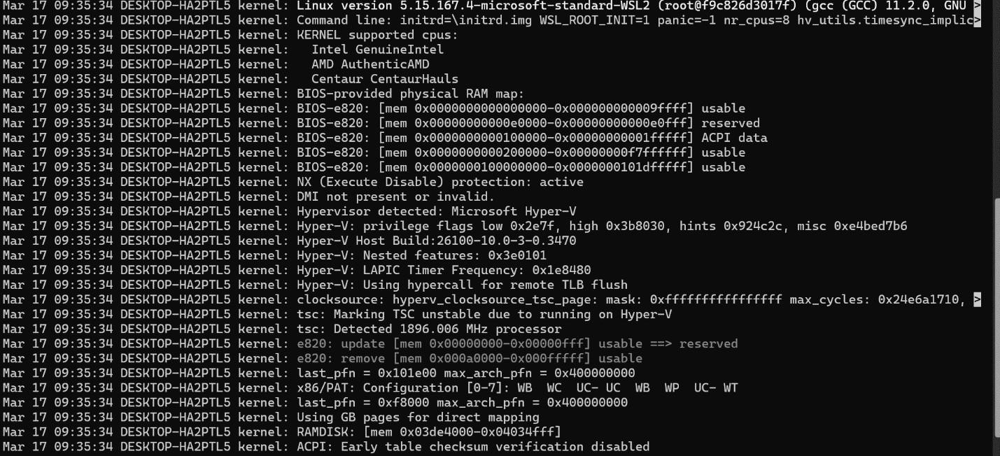 Mar 17 09:35:34 DESKTOP-HA2PTL5 kernel: Linux version 5.15.167.4-microsoft-standard-WSL2 (root@f9c826d3017f) (gcc (GCC) 11.2.0, GNU >
Mar 17 09:35:34 DESKTOP-HA2PTL5 kernel: Command line: initrd=\initrd.img WSL_ROOT_INIT=1 panic=-1 nr_cpus=8 hv_utils.timesync_implic>
Mar 17 09:35:34 DESKTOP-HA2PTL5 kernel: KERNEL supported cpus:
Mar 17 09:35:34 DESKTOP-HA2PTL5 kernel:   Intel GenuineIntel
Mar 17 09:35:34 DESKTOP-HA2PTL5 kernel:   AMD AuthenticAMD
Mar 17 09:35:34 DESKTOP-HA2PTL5 kernel:   Centaur CentaurHauls
Mar 17 09:35:34 DESKTOP-HA2PTL5 kernel: BIOS-provided physical RAM map:
Mar 17 09:35:34 DESKTOP-HA2PTL5 kernel: BIOS-e820: [mem 0x0000000000000000-0x000000000009ffff] usable
Mar 17 09:35:34 DESKTOP-HA2PTL5 kernel: BIOS-e820: [mem 0x00000000000e0000-0x00000000000e0fff] reserved
Mar 17 09:35:34 DESKTOP-HA2PTL5 kernel: BIOS-e820: [mem 0x0000000000100000-0x00000000001fffff] ACPI data
Mar 17 09:35:34 DESKTOP-HA2PTL5 kernel: BIOS-e820: [mem 0x0000000000200000-0x00000000f7ffffff] usable
Mar 17 09:35:34 DESKTOP-HA2PTL5 kernel: BIOS-e820: [mem 0x0000000100000000-0x0000000101dfffff] usable
Mar 17 09:35:34 DESKTOP-HA2PTL5 kernel: NX (Execute Disable) protection: active
Mar 17 09:35:34 DESKTOP-HA2PTL5 kernel: DMI not present or invalid.
Mar 17 09:35:34 DESKTOP-HA2PTL5 kernel: Hypervisor detected: Microsoft Hyper-V
Mar 17 09:35:34 DESKTOP-HA2PTL5 kernel: Hyper-V: privilege flags low 0x2e7f, high 0x3b8030, hints 0x924c2c, misc 0xe4bed7b6
Mar 17 09:35:34 DESKTOP-HA2PTL5 kernel: Hyper-V Host Build:26100-10.0-3-0.3470
Mar 17 09:35:34 DESKTOP-HA2PTL5 kernel: Hyper-V: Nested features: 0x3e0101
Mar 17 09:35:34 DESKTOP-HA2PTL5 kernel: Hyper-V: LAPIC Timer Frequency: 0x1e8480
Mar 17 09:35:34 DESKTOP-HA2PTL5 kernel: Hyper-V: Using hypercall for remote TLB flush
Mar 17 09:35:34 DESKTOP-HA2PTL5 kernel: clocksource: hyperv_clocksource_tsc_page: mask: 0xffffffffffffffff max_cycles: 0x24e6a1710, >
Mar 17 09:35:34 DESKTOP-HA2PTL5 kernel: tsc: Marking TSC unstable due to running on Hyper-V
Mar 17 09:35:34 DESKTOP-HA2PTL5 kernel: tsc: Detected 1896.006 MHz processor
Mar 17 09:35:34 DESKTOP-HA2PTL5 kernel: e820: update [mem 0x00000000-0x00000fff] usable ==> reserved
Mar 17 09:35:34 DESKTOP-HA2PTL5 kernel: e820: remove [mem 0x000a0000-0x000fffff] usable
Mar 17 09:35:34 DESKTOP-HA2PTL5 kernel: last_pfn = 0x101e00 max_arch_pfn = 0x400000000
Mar 17 09:35:34 DESKTOP-HA2PTL5 kernel: x86/PAT: Configuration [0-7]: WB  WC  UC- UC  WB  WP  UC- WT
Mar 17 09:35:34 DESKTOP-HA2PTL5 kernel: last_pfn = 0xf8000 max_arch_pfn = 0x400000000
Mar 17 09:35:34 DESKTOP-HA2PTL5 kernel: Using GB pages for direct mapping
Mar 17 09:35:34 DESKTOP-HA2PTL5 kernel: RAMDISK: [mem 0x03de4000-0x04034fff]
Mar 17 09:35:34 DESKTOP-HA2PTL5 kernel: ACPI: Early table checksum verification disabled